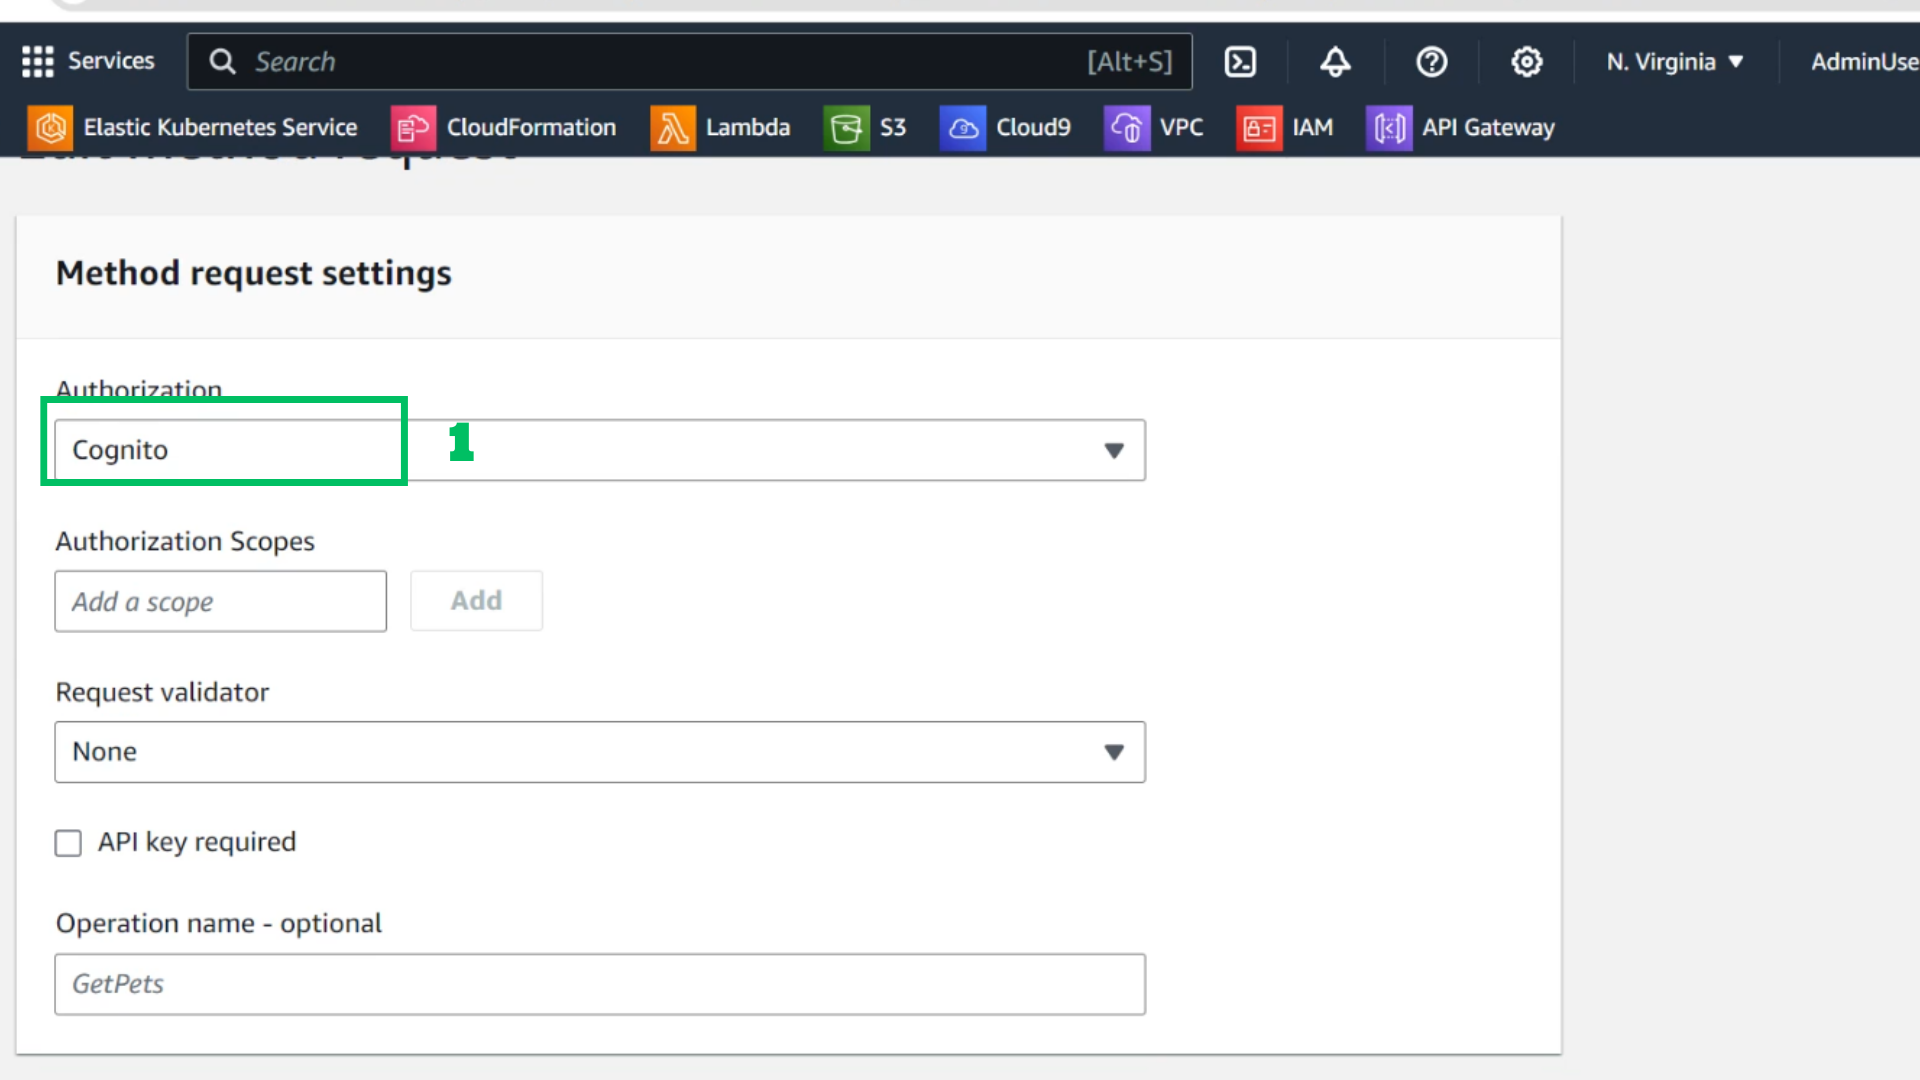 Services
Search [Alt+S]
N. Virginia
AdminUse
Elastic Kubernetes Service
CloudFormation
Lambda
S3
Cloud9
VPC
IAM
API Gateway
Method request settings
Authorization
Cognito
1
Authorization Scopes
Add a scope
Add
Request validator
None
API key required
Operation name - optional
GetPets